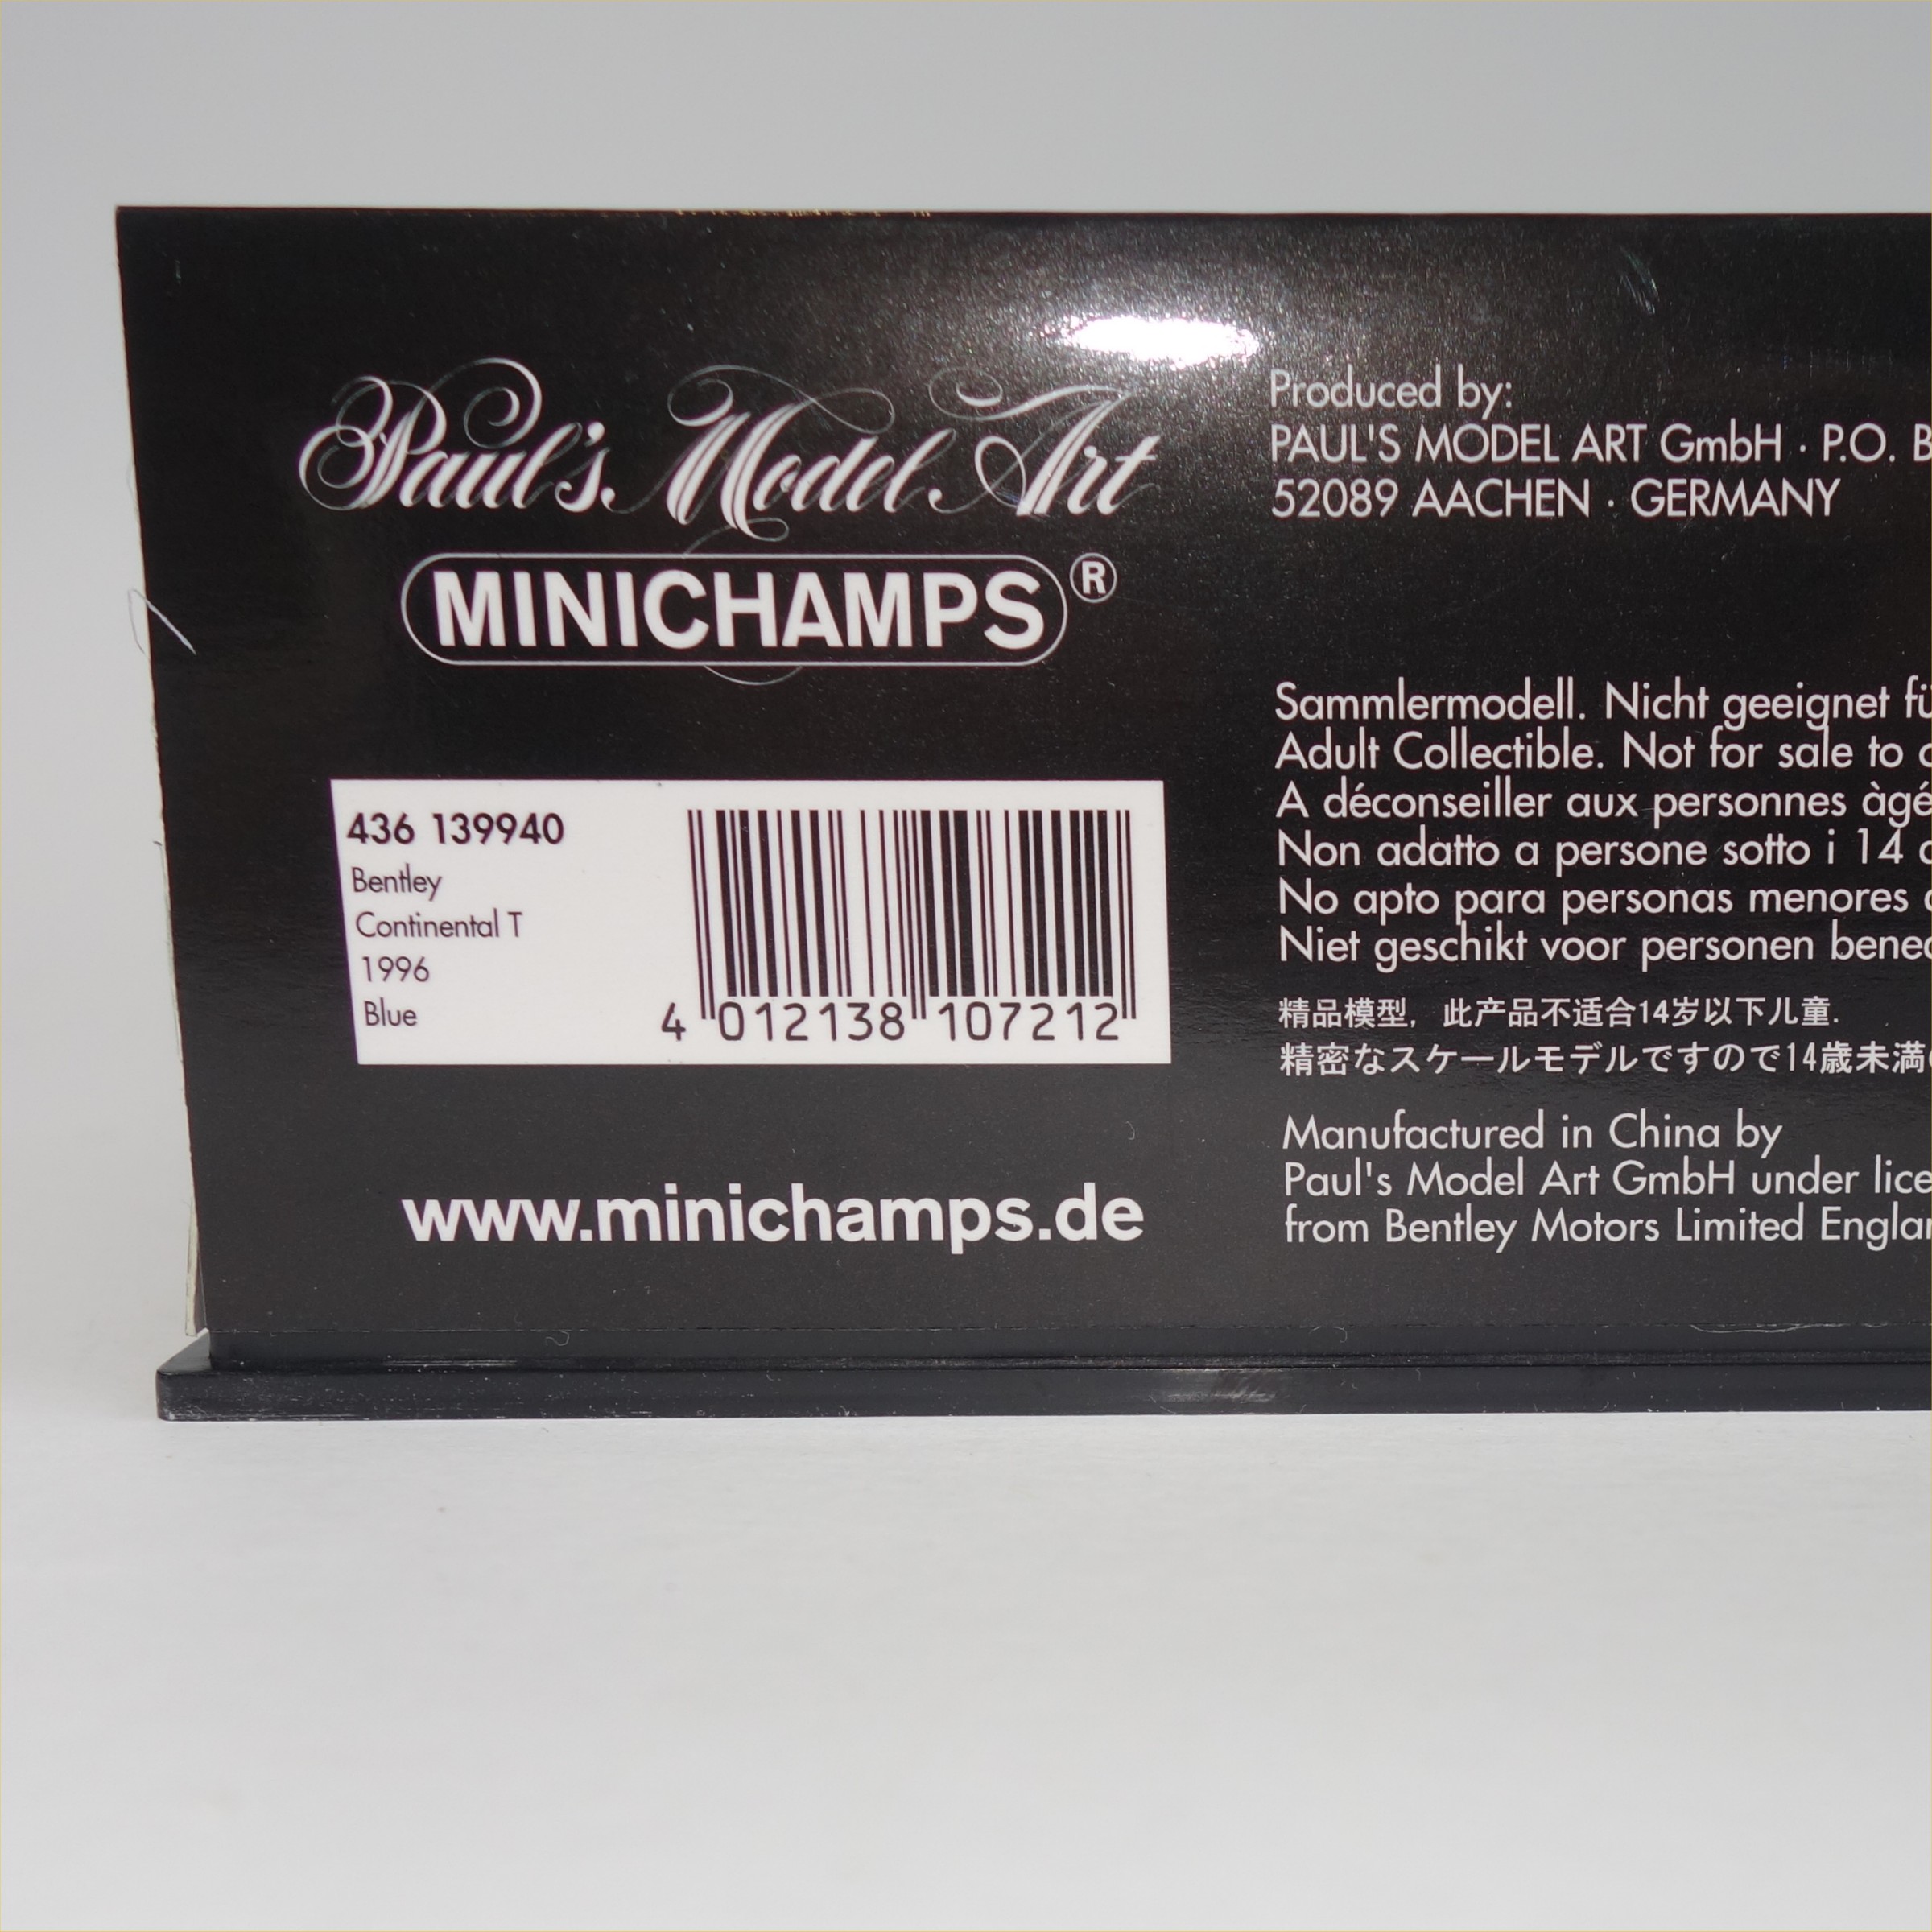 Paul's Model Art
MINICHAMPS®
436 139940
Bentley
Continental T
1996
Blue
4 012138 107212
www.minichamps.de
Produced by:
PAUL'S MODEL ART GmbH · P.O. B
52089 AACHEN · GERMANY
Sammlermodell. Nicht geeignet fü
Adult Collectible. Not for sale to
A déconseiller aux personnes àgé
Non adatto a persone sotto i 14
No apto para personas menores
Niet geschikt voor personen bened
精品模型，此产品不适合14岁以下儿童.
精密なスケールモデルですので14歳未満
Manufactured in China by
Paul's Model Art GmbH under lice
from Bentley Motors Limited Englan